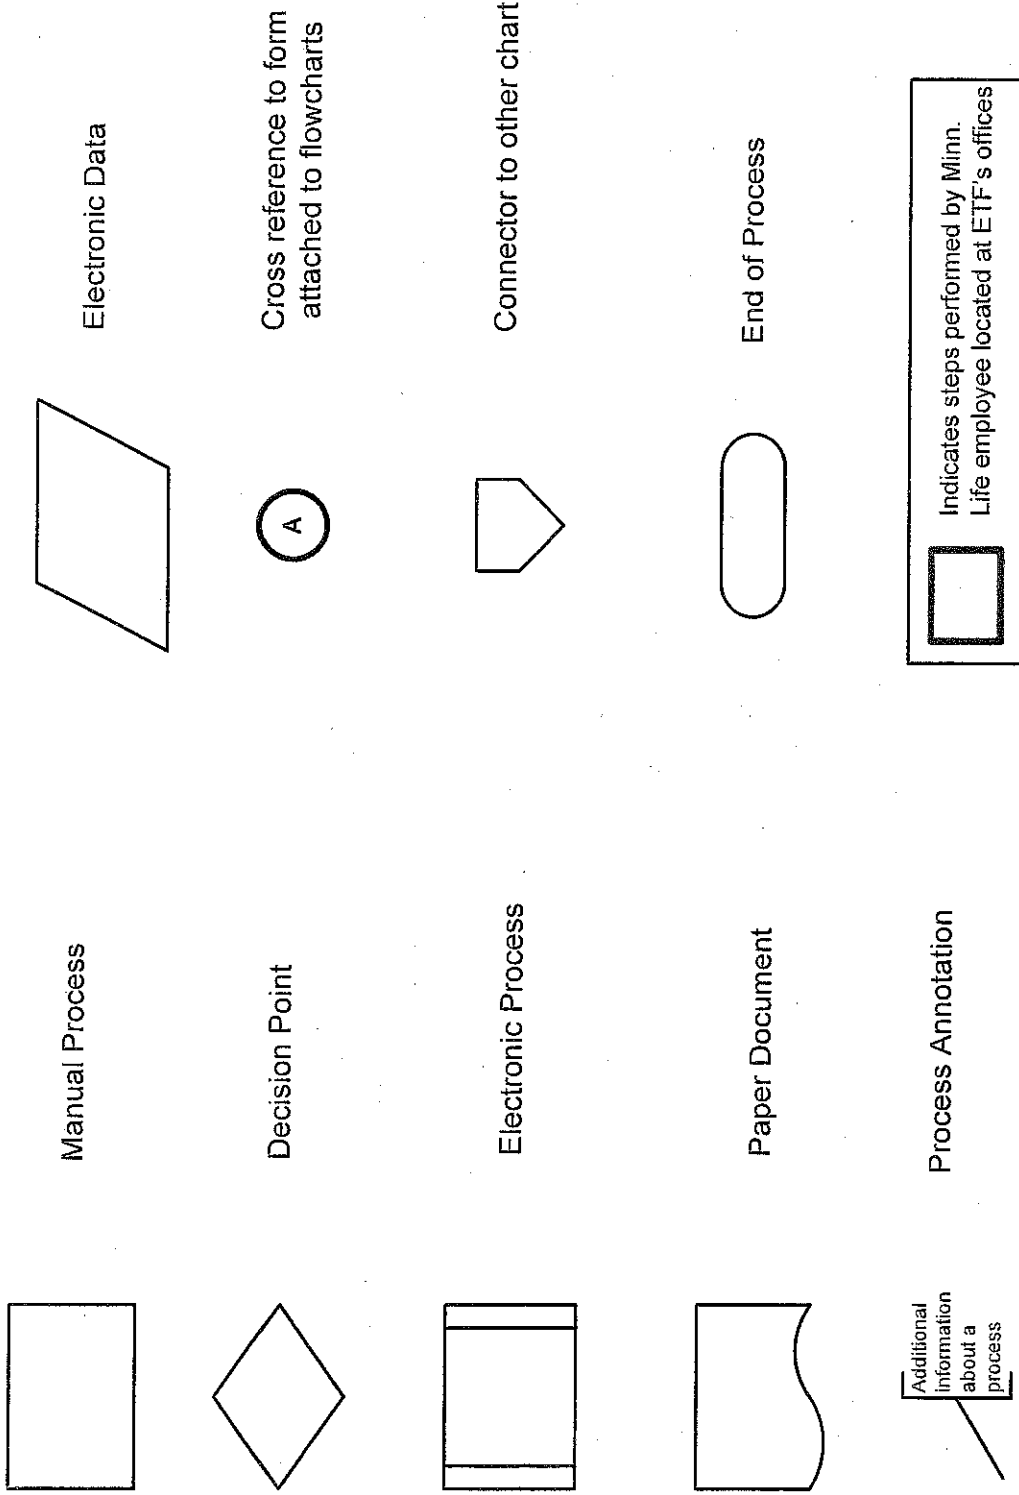 Manual Process
Decision Point
Electronic Process
Paper Document
Additional
information
about a
process
Process Annotation
Electronic Data
A
Cross reference to form
attached to flowcharts
Connector to other chart
End of Process
Indicates steps performed by Minn.
Life employee located at ETF's offices